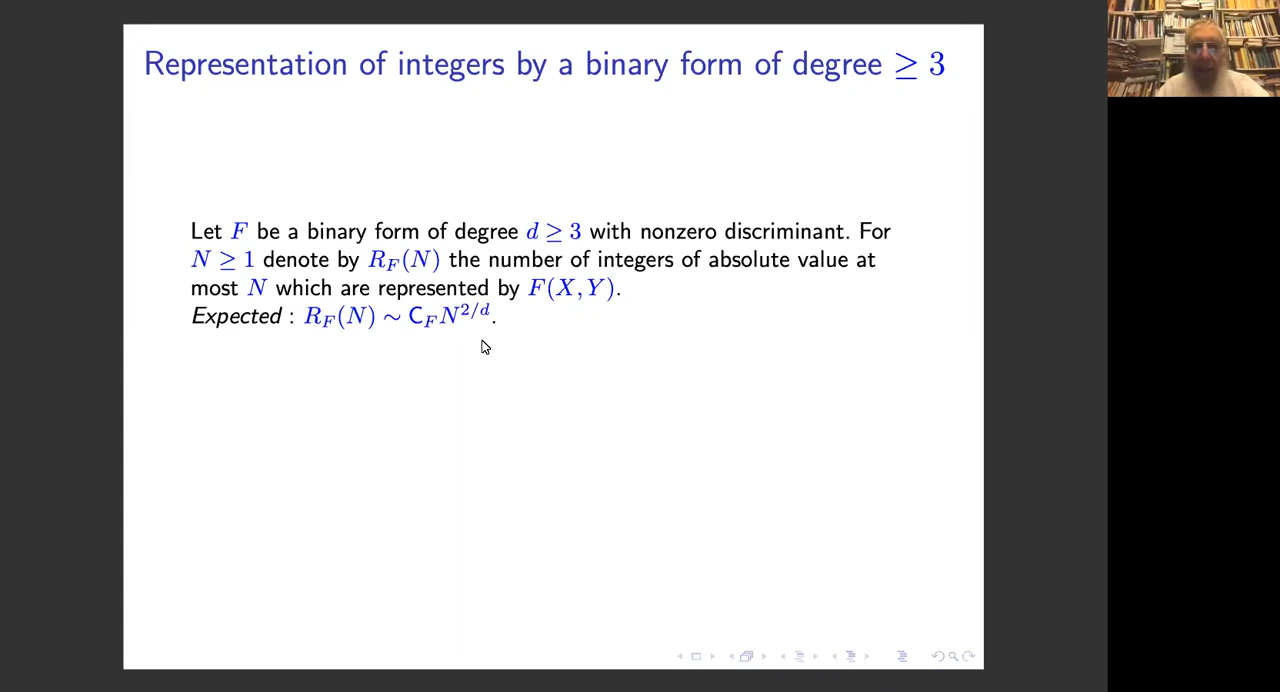 Representation of integers by a binary form of degree ≥ 3
Let F be a binary form of degree d ≥ 3 with nonzero discriminant. For
N ≥ 1 denote by R_F(N) the number of integers of absolute value at
most N which are represented by F(X, Y).
Expected : R_F(N) ∼ C_F N^{2/d}.